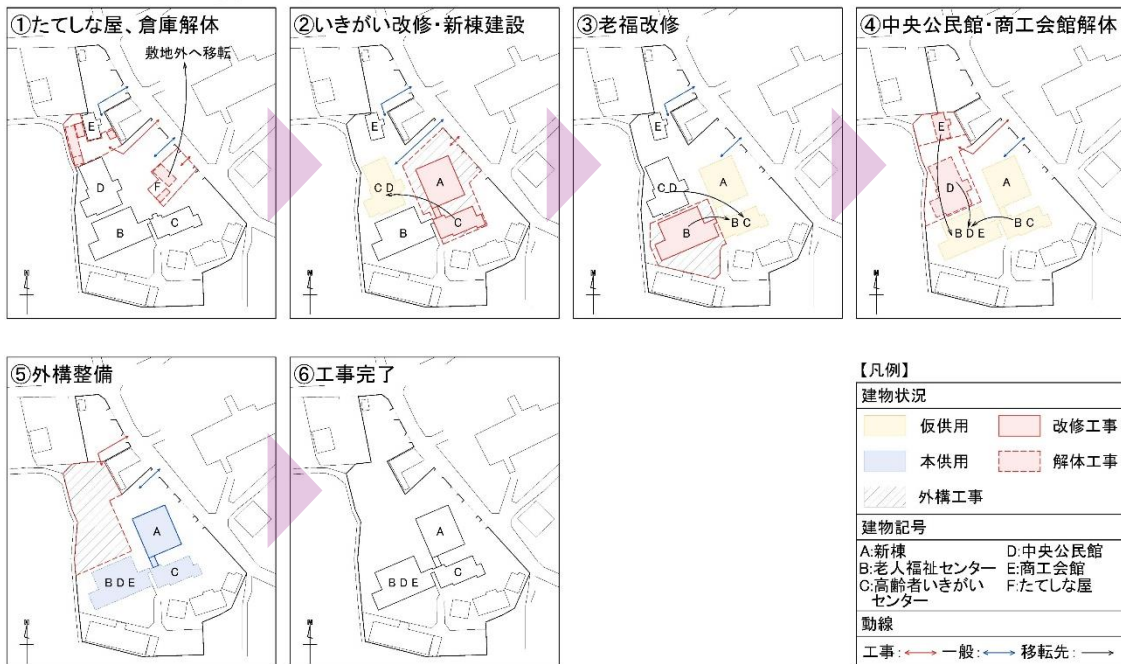 ①たてしな屋、倉庫解体
敷地外へ移転
E
D
F
B
C
N
②いきがい改修・新棟建設
E
A
C D
C
B
N
③老福改修
E
C D
A
B
B C
N
④中央公民館・商工会館解体
E
D
A
B D E
B C
N
⑤外構整備
A
B D E
C
N
⑥工事完了
A
B D E
C
N
【凡例】
建物状況
仮供用
改修工事
本供用
解体工事
外構工事
建物記号
A:新棟
D:中央公民館
B:老人福祉センター
E:商工会館
C:高齢者いきがい
センター
F:たてしな屋
動線
工事:
一般:
移転先: